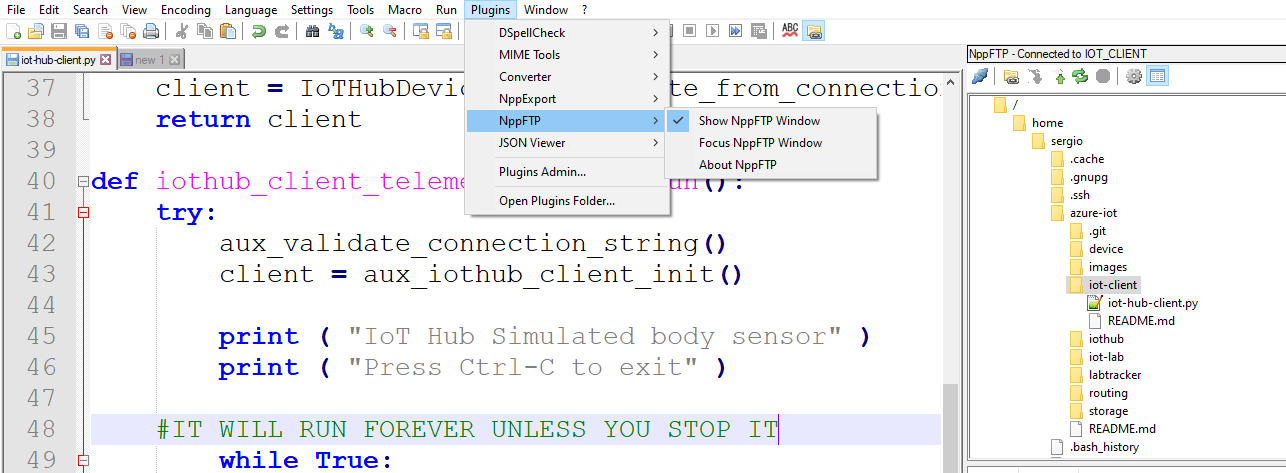 File Edit Search View Encoding Language Settings Tools Macro Run Plugins Window ?
ABC
iot-hub-client.py new 1
37 client = IoTHubDevic te_from_connection
38 return client
39
40 def iothub_client_teleme un():
41 try:
42 aux_validate_connection_string()
43 client = aux_iothub_client_init()
44
45 print ( "IoT Hub Simulated body sensor" )
46 print ( "Press Ctrl-C to exit" )
47
48 #IT WILL RUN FOREVER UNLESS YOU STOP IT
49 while True:
DSpellCheck
MIME Tools
Converter
NppExport
NppFTP
JSON Viewer
Plugins Admin...
Open Plugins Folder...
Show NppFTP Window
Focus NppFTP Window
About NppFTP
NppFTP - Connected to IOT_CLIENT
/
home
sergio
.cache
.gnupg
.ssh
azure-iot
.git
device
images
iot-client
iot-hub-client.py
README.md
iothub
iot-lab
labtracker
routing
storage
README.md
.bash_history